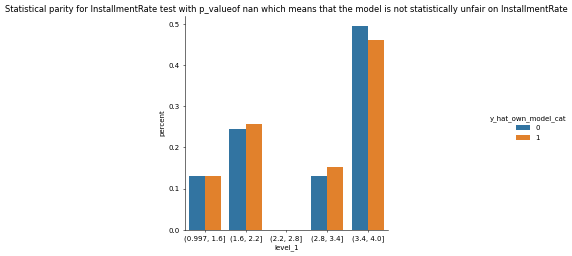 Statistical parity for InstallmentRate test with p_valueof nan which means that the model is not statistically unfair on InstallmentRate
0.5
0.4
0.3
0.2
0.1
0.0
percent
(0.997, 1.6] (1.6, 2.2] (2.2, 2.8] (2.8, 3.4] (3.4, 4.0]
level_1
y_hat_own_model_cat
0
1